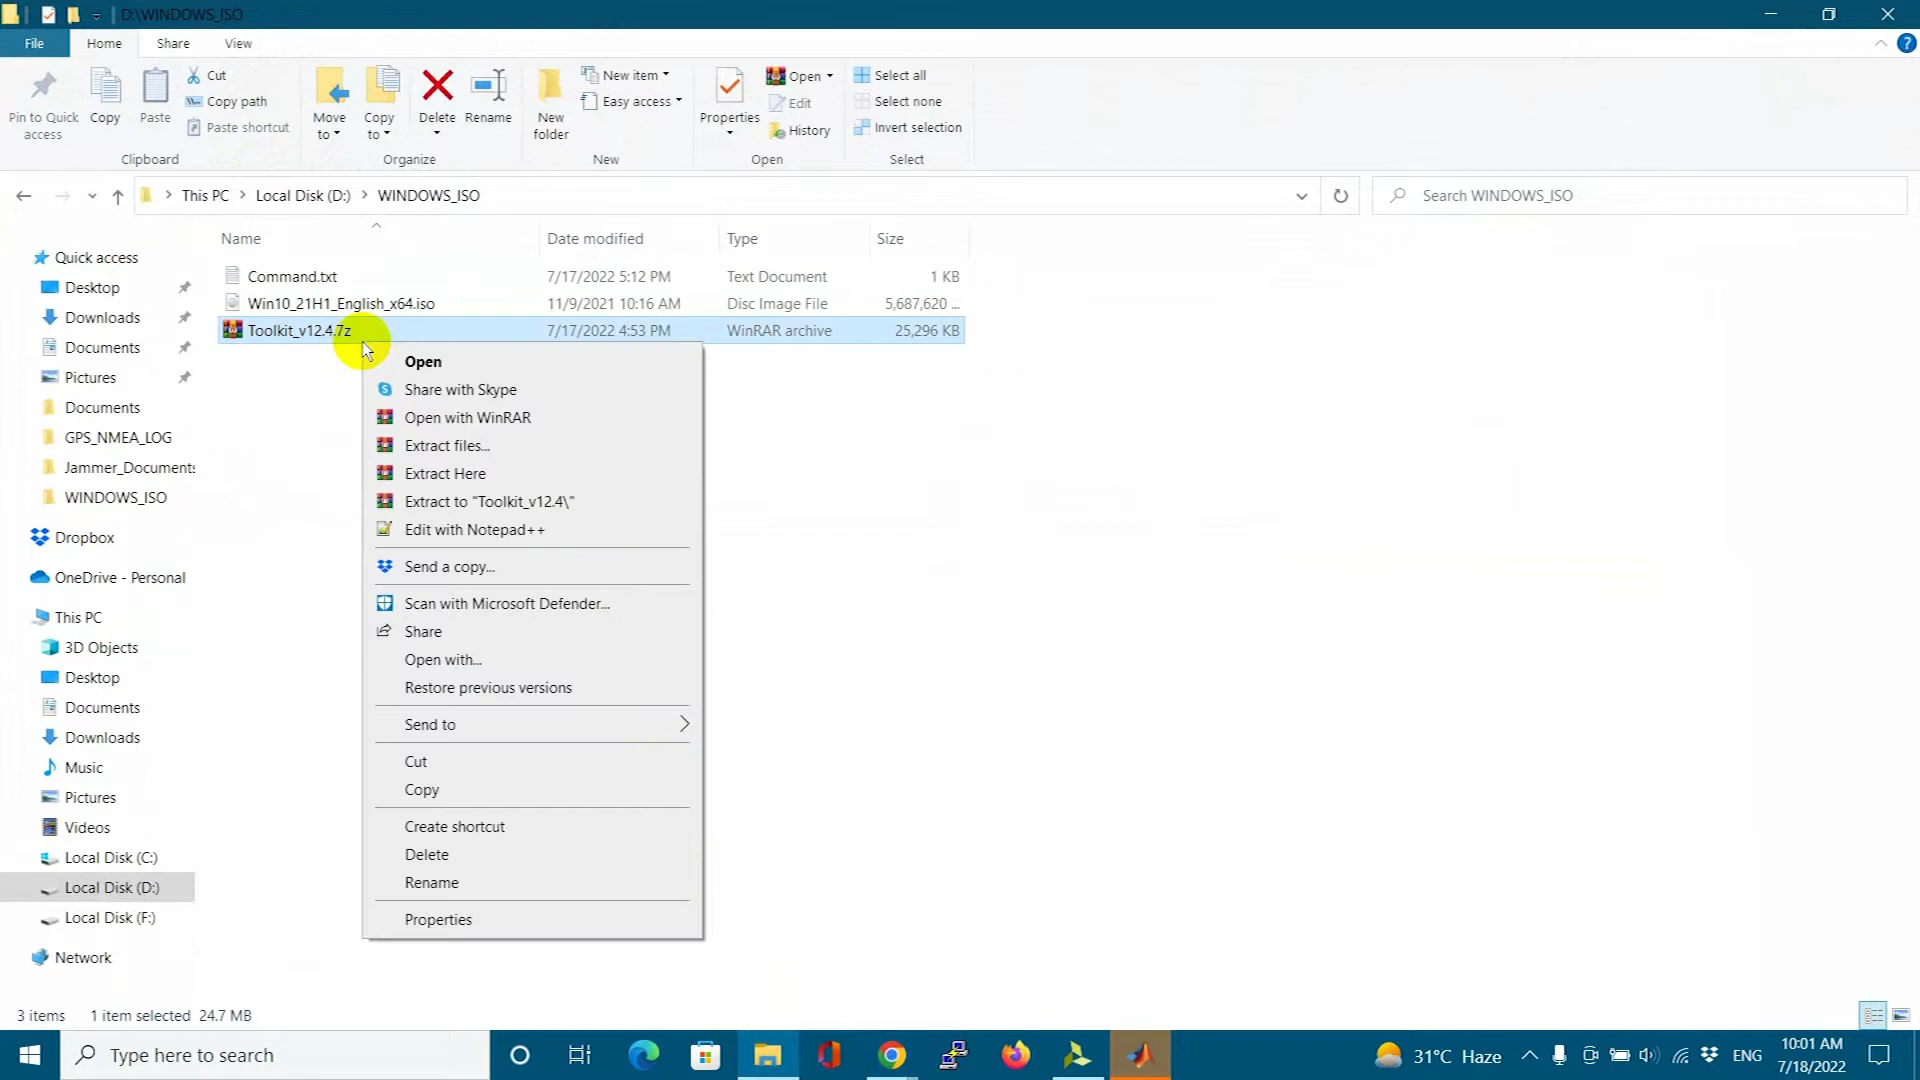 D:\WINDOWS_ISO
File Home Share View
Pin to Quick access
Copy
Paste
Cut
Copy path
Paste shortcut
Clipboard
Move to
Copy to
Delete
Rename
Organize
New folder
New item
Easy access
New
Properties
Open
Edit
History
Open
Select all
Select none
Invert selection
Select
This PC > Local Disk (D:) > WINDOWS_ISO
Search WINDOWS_ISO
Name Date modified Type Size
Command.txt 7/17/2022 5:12 PM Text Document 1 KB
Win10_21H1_English_x64.iso 11/9/2021 10:16 AM Disc Image File 5,687,620 ...
Toolkit_v12.4.7z 7/17/2022 4:53 PM WinRAR archive 25,296 KB
Quick access
Desktop
Downloads
Documents
Pictures
Documents
GPS_NMEA_LOG
Jammer_Documents
WINDOWS_ISO
Dropbox
OneDrive - Personal
This PC
3D Objects
Desktop
Documents
Downloads
Music
Pictures
Videos
Local Disk (C:)
Local Disk (D:)
Local Disk (F:)
Network
Open
Share with Skype
Open with WinRAR
Extract files...
Extract Here
Extract to "Toolkit_v12.4\"
Edit with Notepad++
Send a copy...
Scan with Microsoft Defender...
Share
Open with...
Restore previous versions
Send to
Cut
Copy
Create shortcut
Delete
Rename
Properties
3 items 1 item selected 24.7 MB
Type here to search
31°C Haze
ENG
10:01 AM
7/18/2022